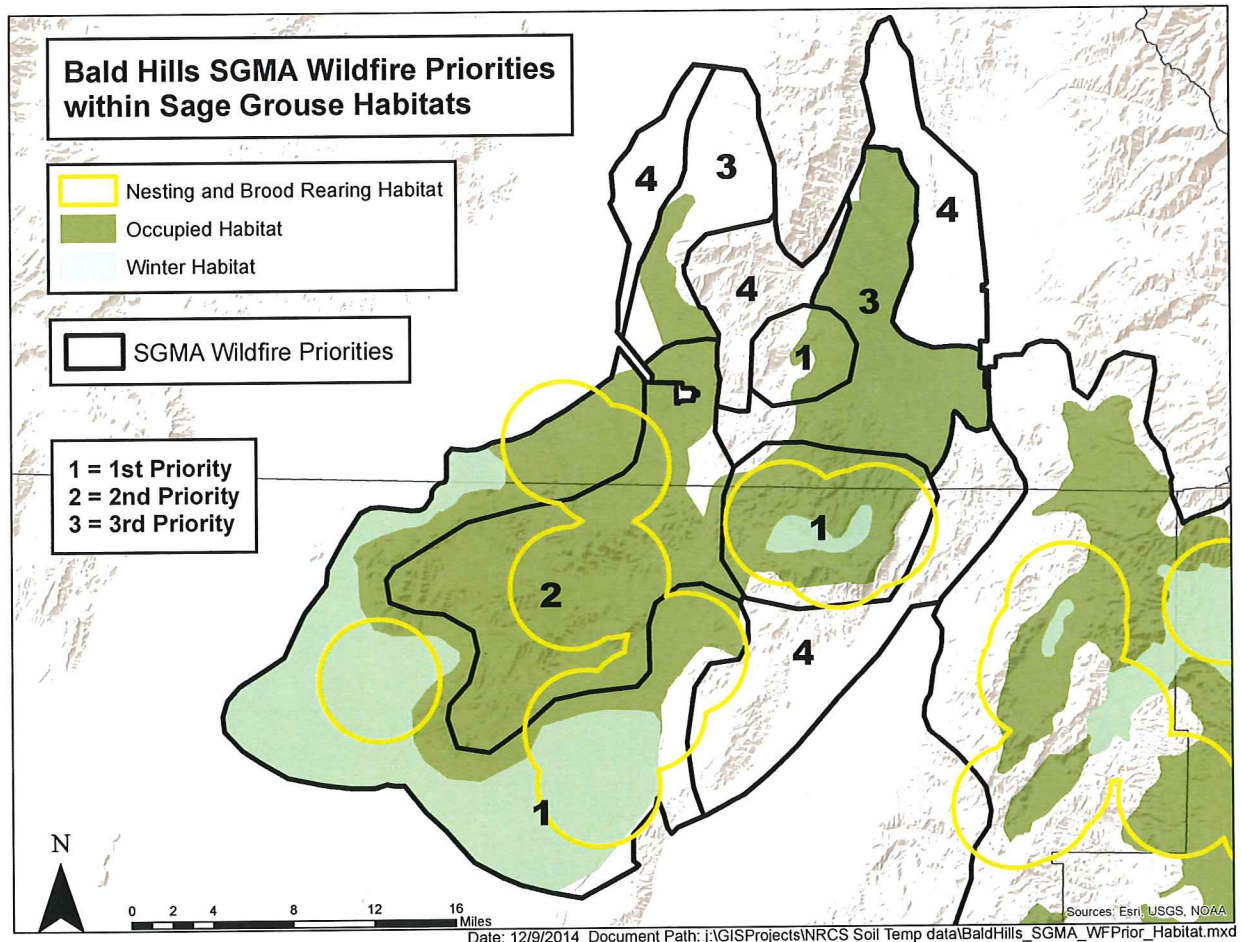 Bald Hills SGMA Wildfire Priorities
within Sage Grouse Habitats
Nesting and Brood Rearing Habitat
Occupied Habitat
Winter Habitat
SGMA Wildfire Priorities
1 = 1st Priority
2 = 2nd Priority
3 = 3rd Priority
4
3
4
4
3
1
1
2
4
1
N
0 2 4 8 12 16
Miles
Sources: Esri, USGS, NOAA
Date: 12/9/2014 Document Path: j:\GISProjects\NRCS Soil Temp data\BaldHills_SGMA_WFPrior_Habitat.mxd